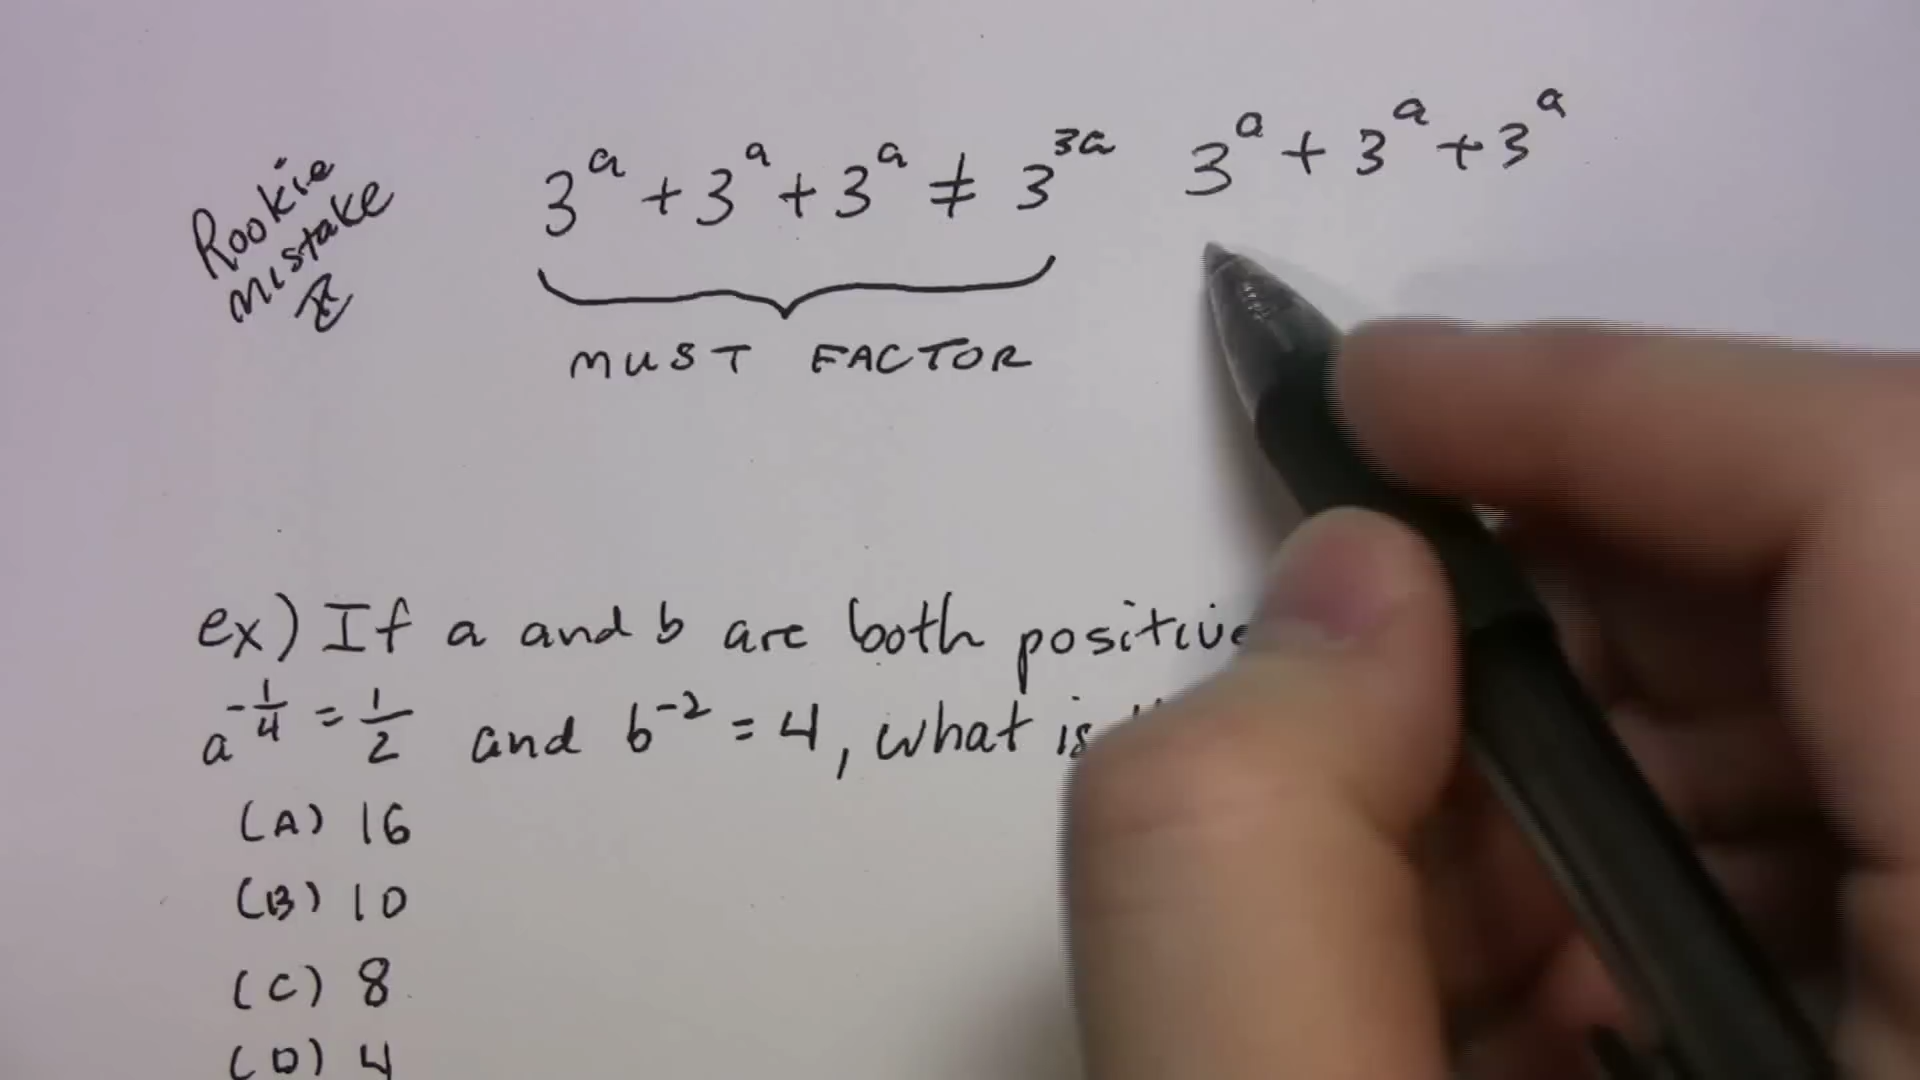 Rookie
Mistake
3^a + 3^a + 3^a ≠ 3^3a
3^a + 3^a + 3^a
MUST FACTOR
ex) If a and b are both positive
a^-1/4 = 1/2 and b^-2 = 4, what is
(A) 16
(B) 10
(C) 8
(D) 4